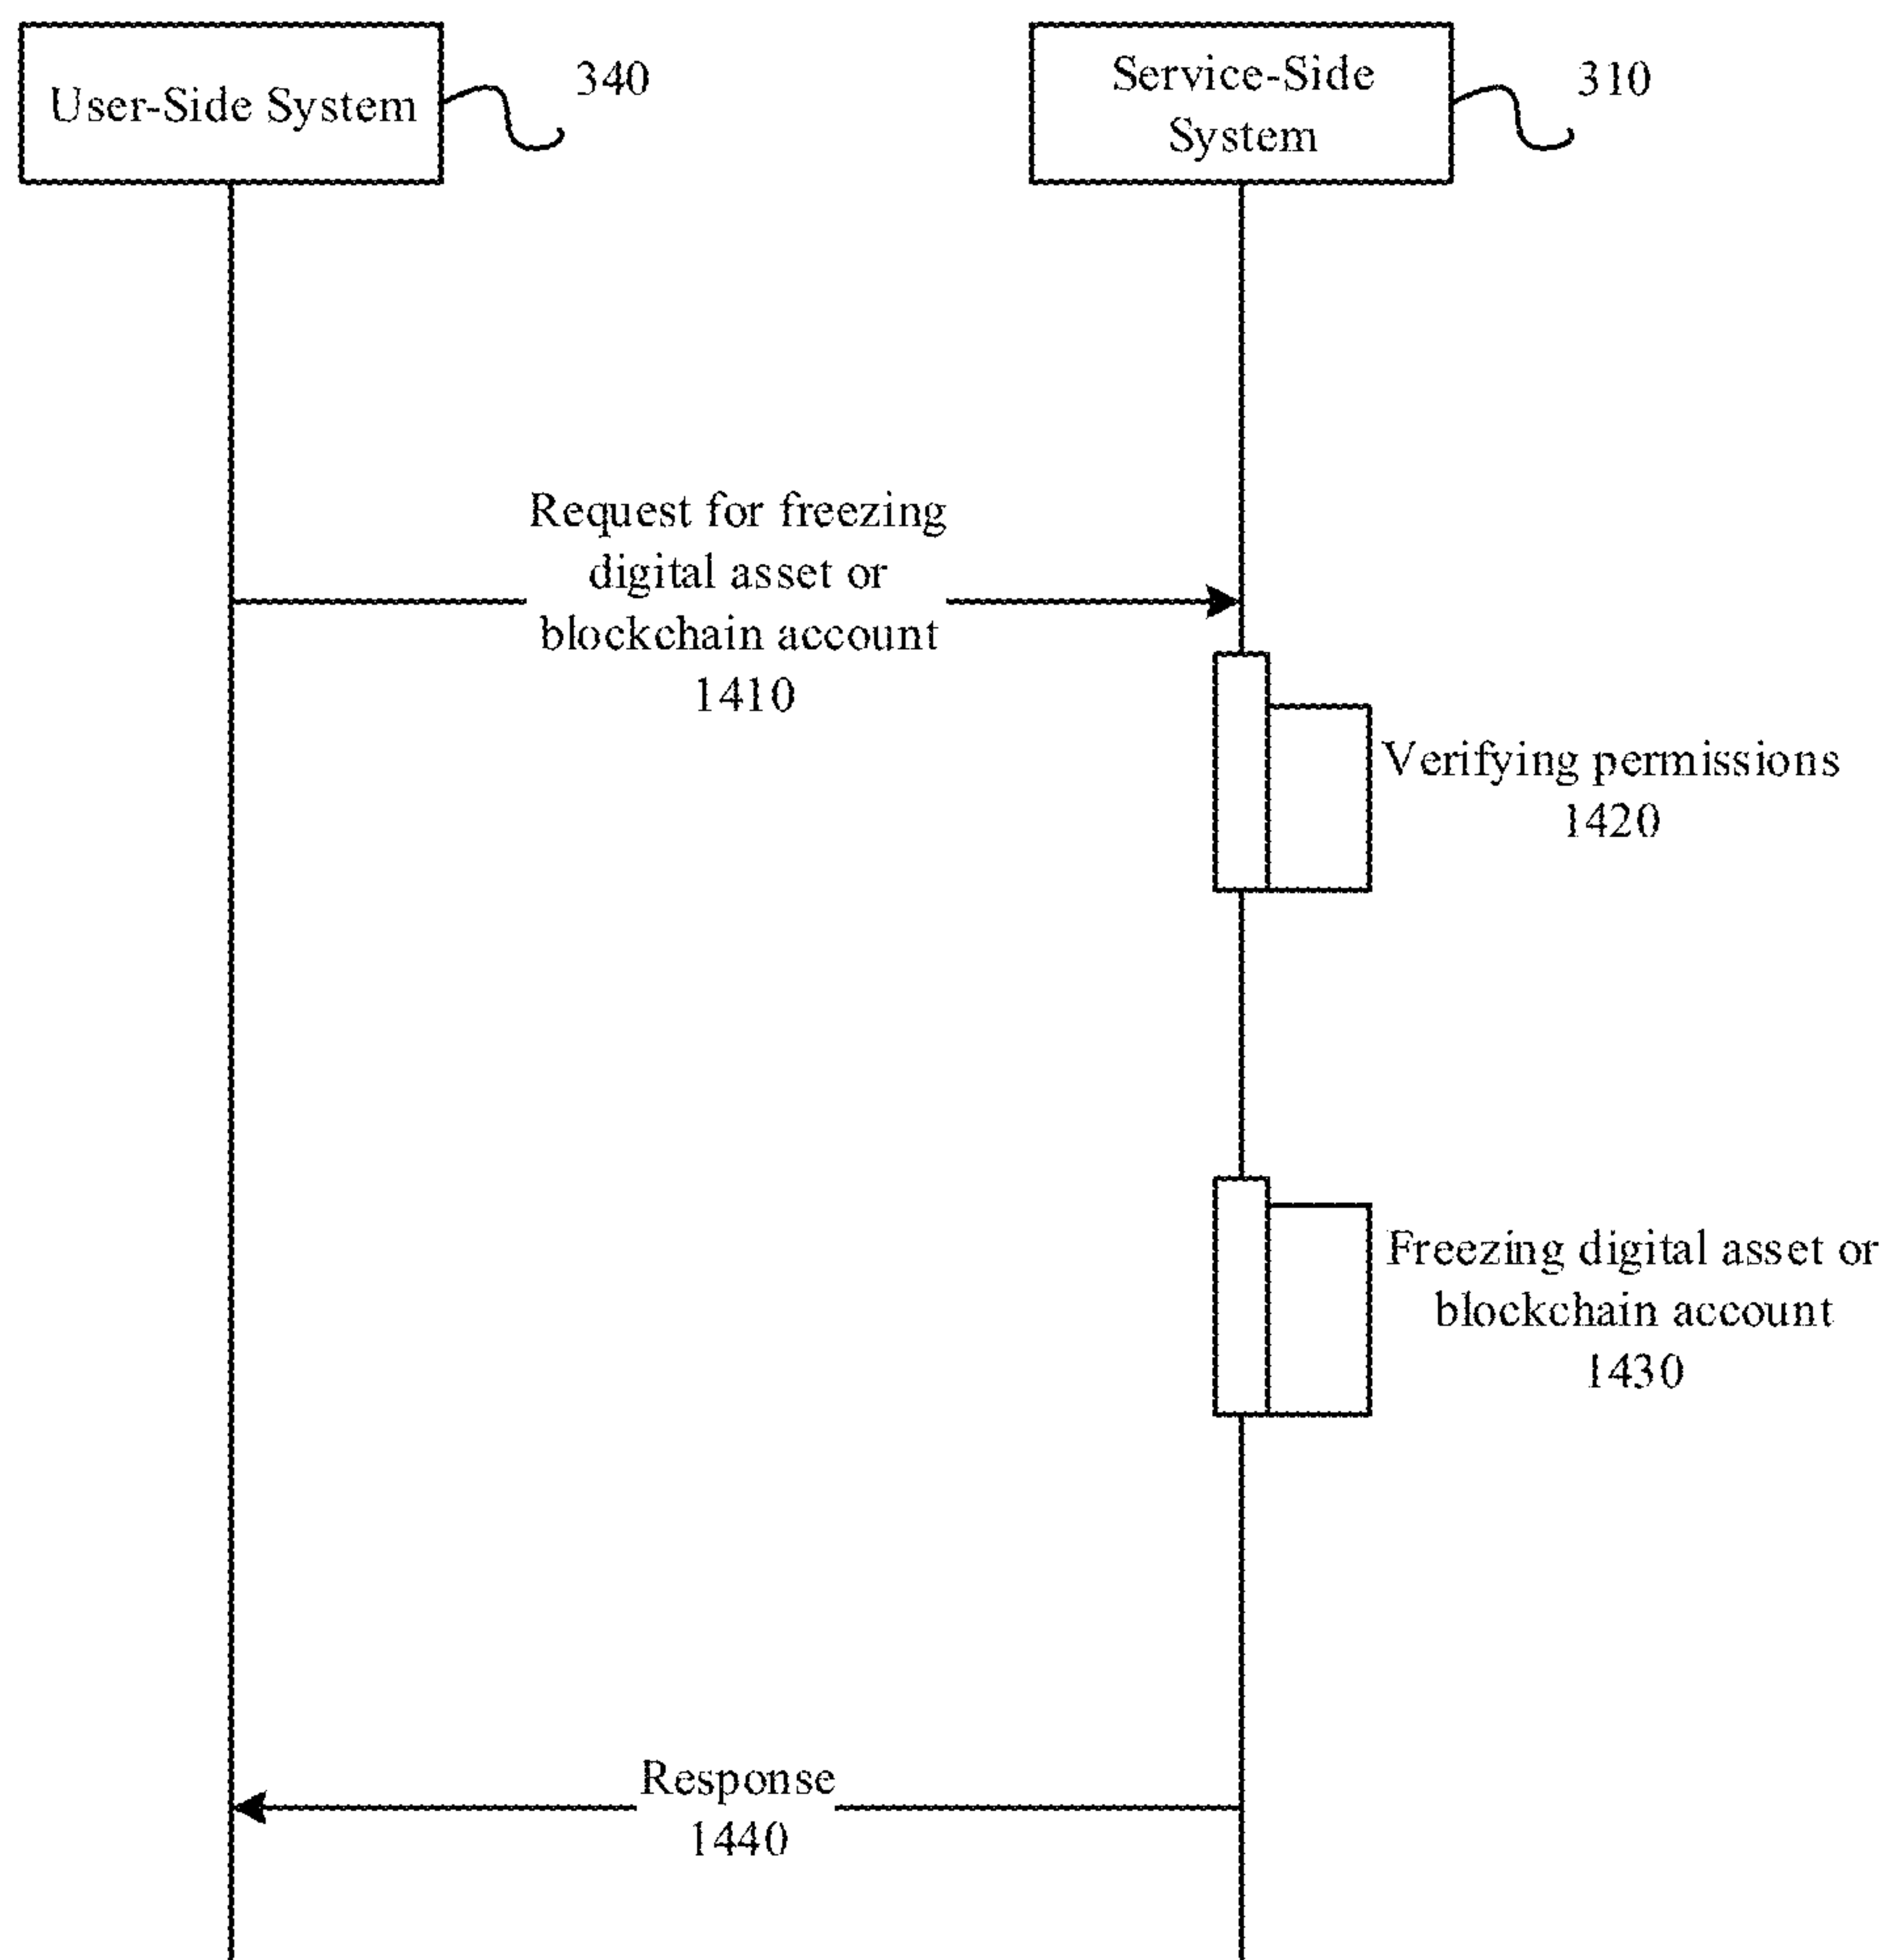 User-Side System
340
Service-Side
System
310
Request for freezing
digital asset or
blockchain account
1410
Verifying permissions
1420
Freezing digital asset or
blockchain account
1430
Response
1440